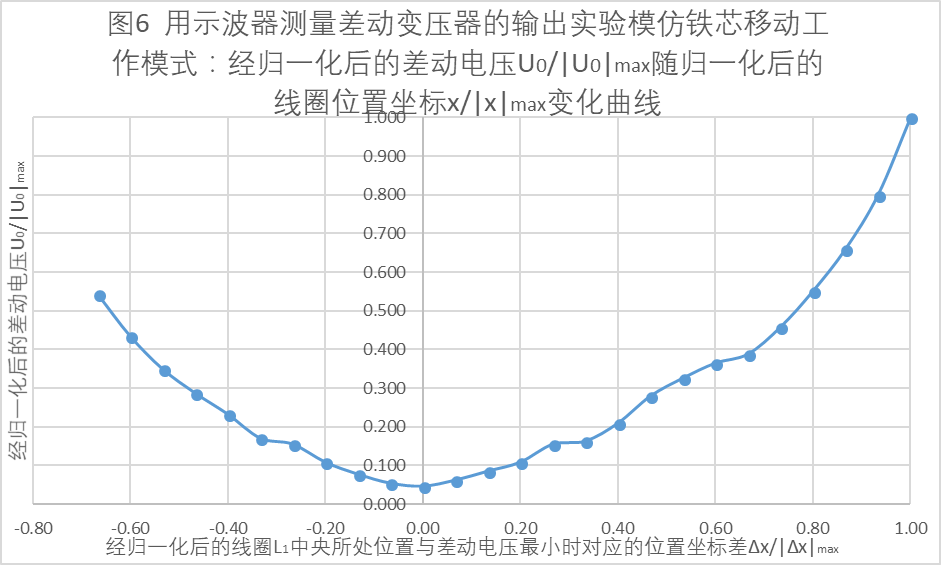 图6 用示波器测量差动变压器的输出实验模仿铁芯移动工
作模式：经归一化后的差动电压U0/|U0|max随归一化后的
线圈位置坐标x/|x|max变化曲线
经归一化后的差动电压U0/|U0|max
1.000
0.900
0.800
0.700
0.600
0.500
0.400
0.300
0.200
0.100
0.000
-0.80 -0.60 -0.40 -0.20 0.00 0.20 0.40 0.60 0.80 1.00
经归一化后的线圈L1中央所处位置与差动电压最小时对应的位置坐标差Δx/|Δx|max